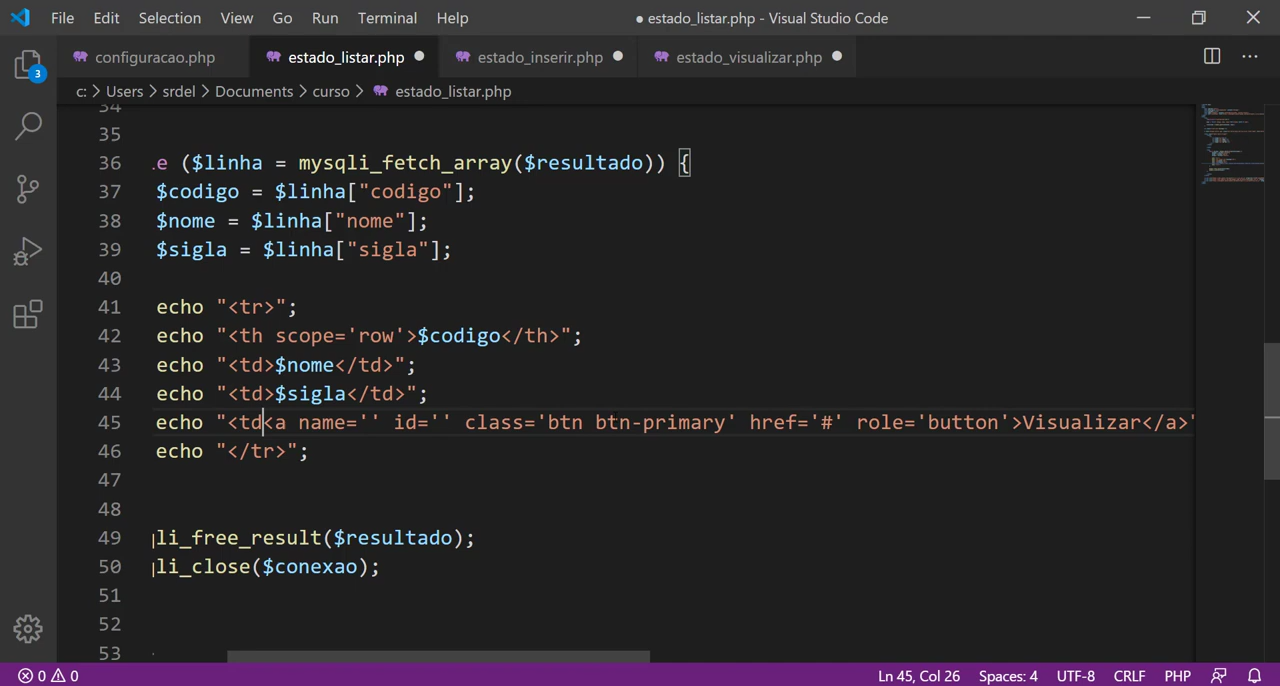 File Edit Selection View Go Run Terminal Help ● estado_listar.php - Visual Studio Code
configuracao.php estado_listar.php ● estado_inserir.php ● estado_visualizar.php ●
3
c: > Users > srdel > Documents > curso > estado_listar.php
34
35
36 .e ($linha = mysqli_fetch_array($resultado)) {
37 $codigo = $linha["codigo"];
38 $nome = $linha["nome"];
39 $sigla = $linha["sigla"];
40
41 echo "<tr>";
42 echo "<th scope='row'>$codigo</th>";
43 echo "<td>$nome</td>";
44 echo "<td>$sigla</td>";
45 echo "<td<a name='' id='' class='btn btn-primary' href='#' role='button'>Visualizar</a>"
46 echo "</tr>";
47
48
49 li_free_result($resultado);
50 li_close($conexao);
51
52
53
0 0 Ln 45, Col 26 Spaces: 4 UTF-8 CRLF PHP